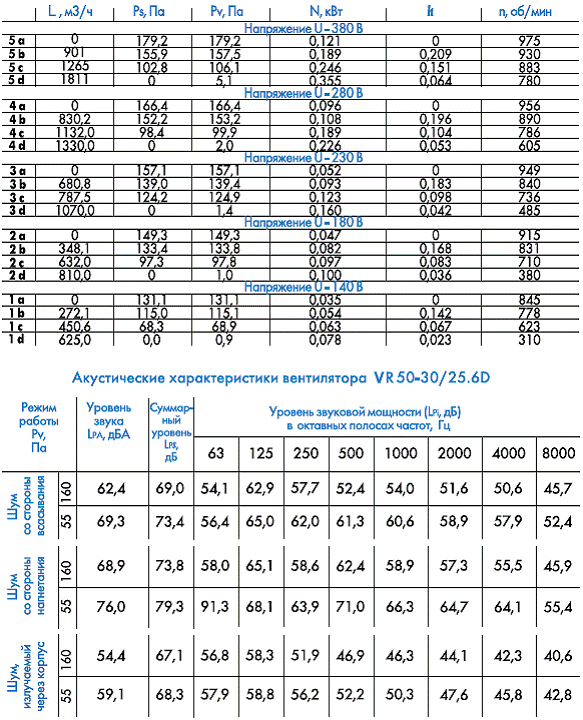 L, м3/ч Ps, Па Pv, Па N, кВт n, об/мин
Напряжение U-380 В
5 a 0 179,2 179,2 0,121 0 975
5 b 901 155,9 157,5 0,189 0,209 930
5 c 1265 102,8 106,1 0,246 0,151 883
5 d 1811 0 5,1 0,355 0,064 780
Напряжение U-280 В
4 a 0 166,4 166,4 0,096 0 956
4 b 830,2 152,2 153,2 0,108 0,196 890
4 c 1132,0 98,4 99,9 0,189 0,104 786
4 d 1330,0 0 2,0 0,226 0,053 605
Напряжение U-230 В
3 a 0 157,1 157,1 0,052 0 949
3 b 680,8 139,0 139,4 0,093 0,183 840
3 c 787,5 124,2 124,9 0,123 0,098 736
3 d 1070,0 0 1,4 0,160 0,042 485
Напряжение U-180 В
2 a 0 149,3 149,3 0,047 0 915
2 b 348,1 133,4 133,8 0,082 0,168 831
2 c 632,0 97,3 97,8 0,097 0,083 710
2 d 810,0 0 1,0 0,100 0,036 380
Напряжение U-140 В
1 a 0 131,1 131,1 0,035 0 845
1 b 272,1 115,0 115,1 0,054 0,142 778
1 c 450,6 68,3 68,9 0,063 0,067 623
1 d 625,0 0,0 0,9 0,078 0,023 310
Акустические характеристики вентилятора VR 50-30/25.6D
Режим работы Pv, Па
Уровень звука LPA, дБА
Суммарный уровень LPS, дБ
Уровень звуковой мощности (LPi, дБ)
в октавных полосах частот, Гц
63 125 250 500 1000 2000 4000 8000
Шум
со стороны
всасывания
160 62,4 69,0 54,1 62,9 57,7 52,4 54,0 51,6 50,6 45,7
55 69,3 73,4 56,4 65,0 62,0 61,3 60,6 58,9 57,9 52,4
Шум
со стороны
нагнетания
160 68,9 73,8 58,0 65,1 58,6 62,4 58,9 57,3 55,5 45,9
55 76,0 79,3 91,3 68,1 63,9 71,0 66,3 64,7 64,1 55,4
Шум,
излучаемый
через корпус
160 54,4 67,1 56,8 58,3 51,9 46,9 46,3 44,1 42,3 40,6
55 59,1 68,3 57,9 58,8 56,2 52,2 50,3 47,6 45,8 42,8